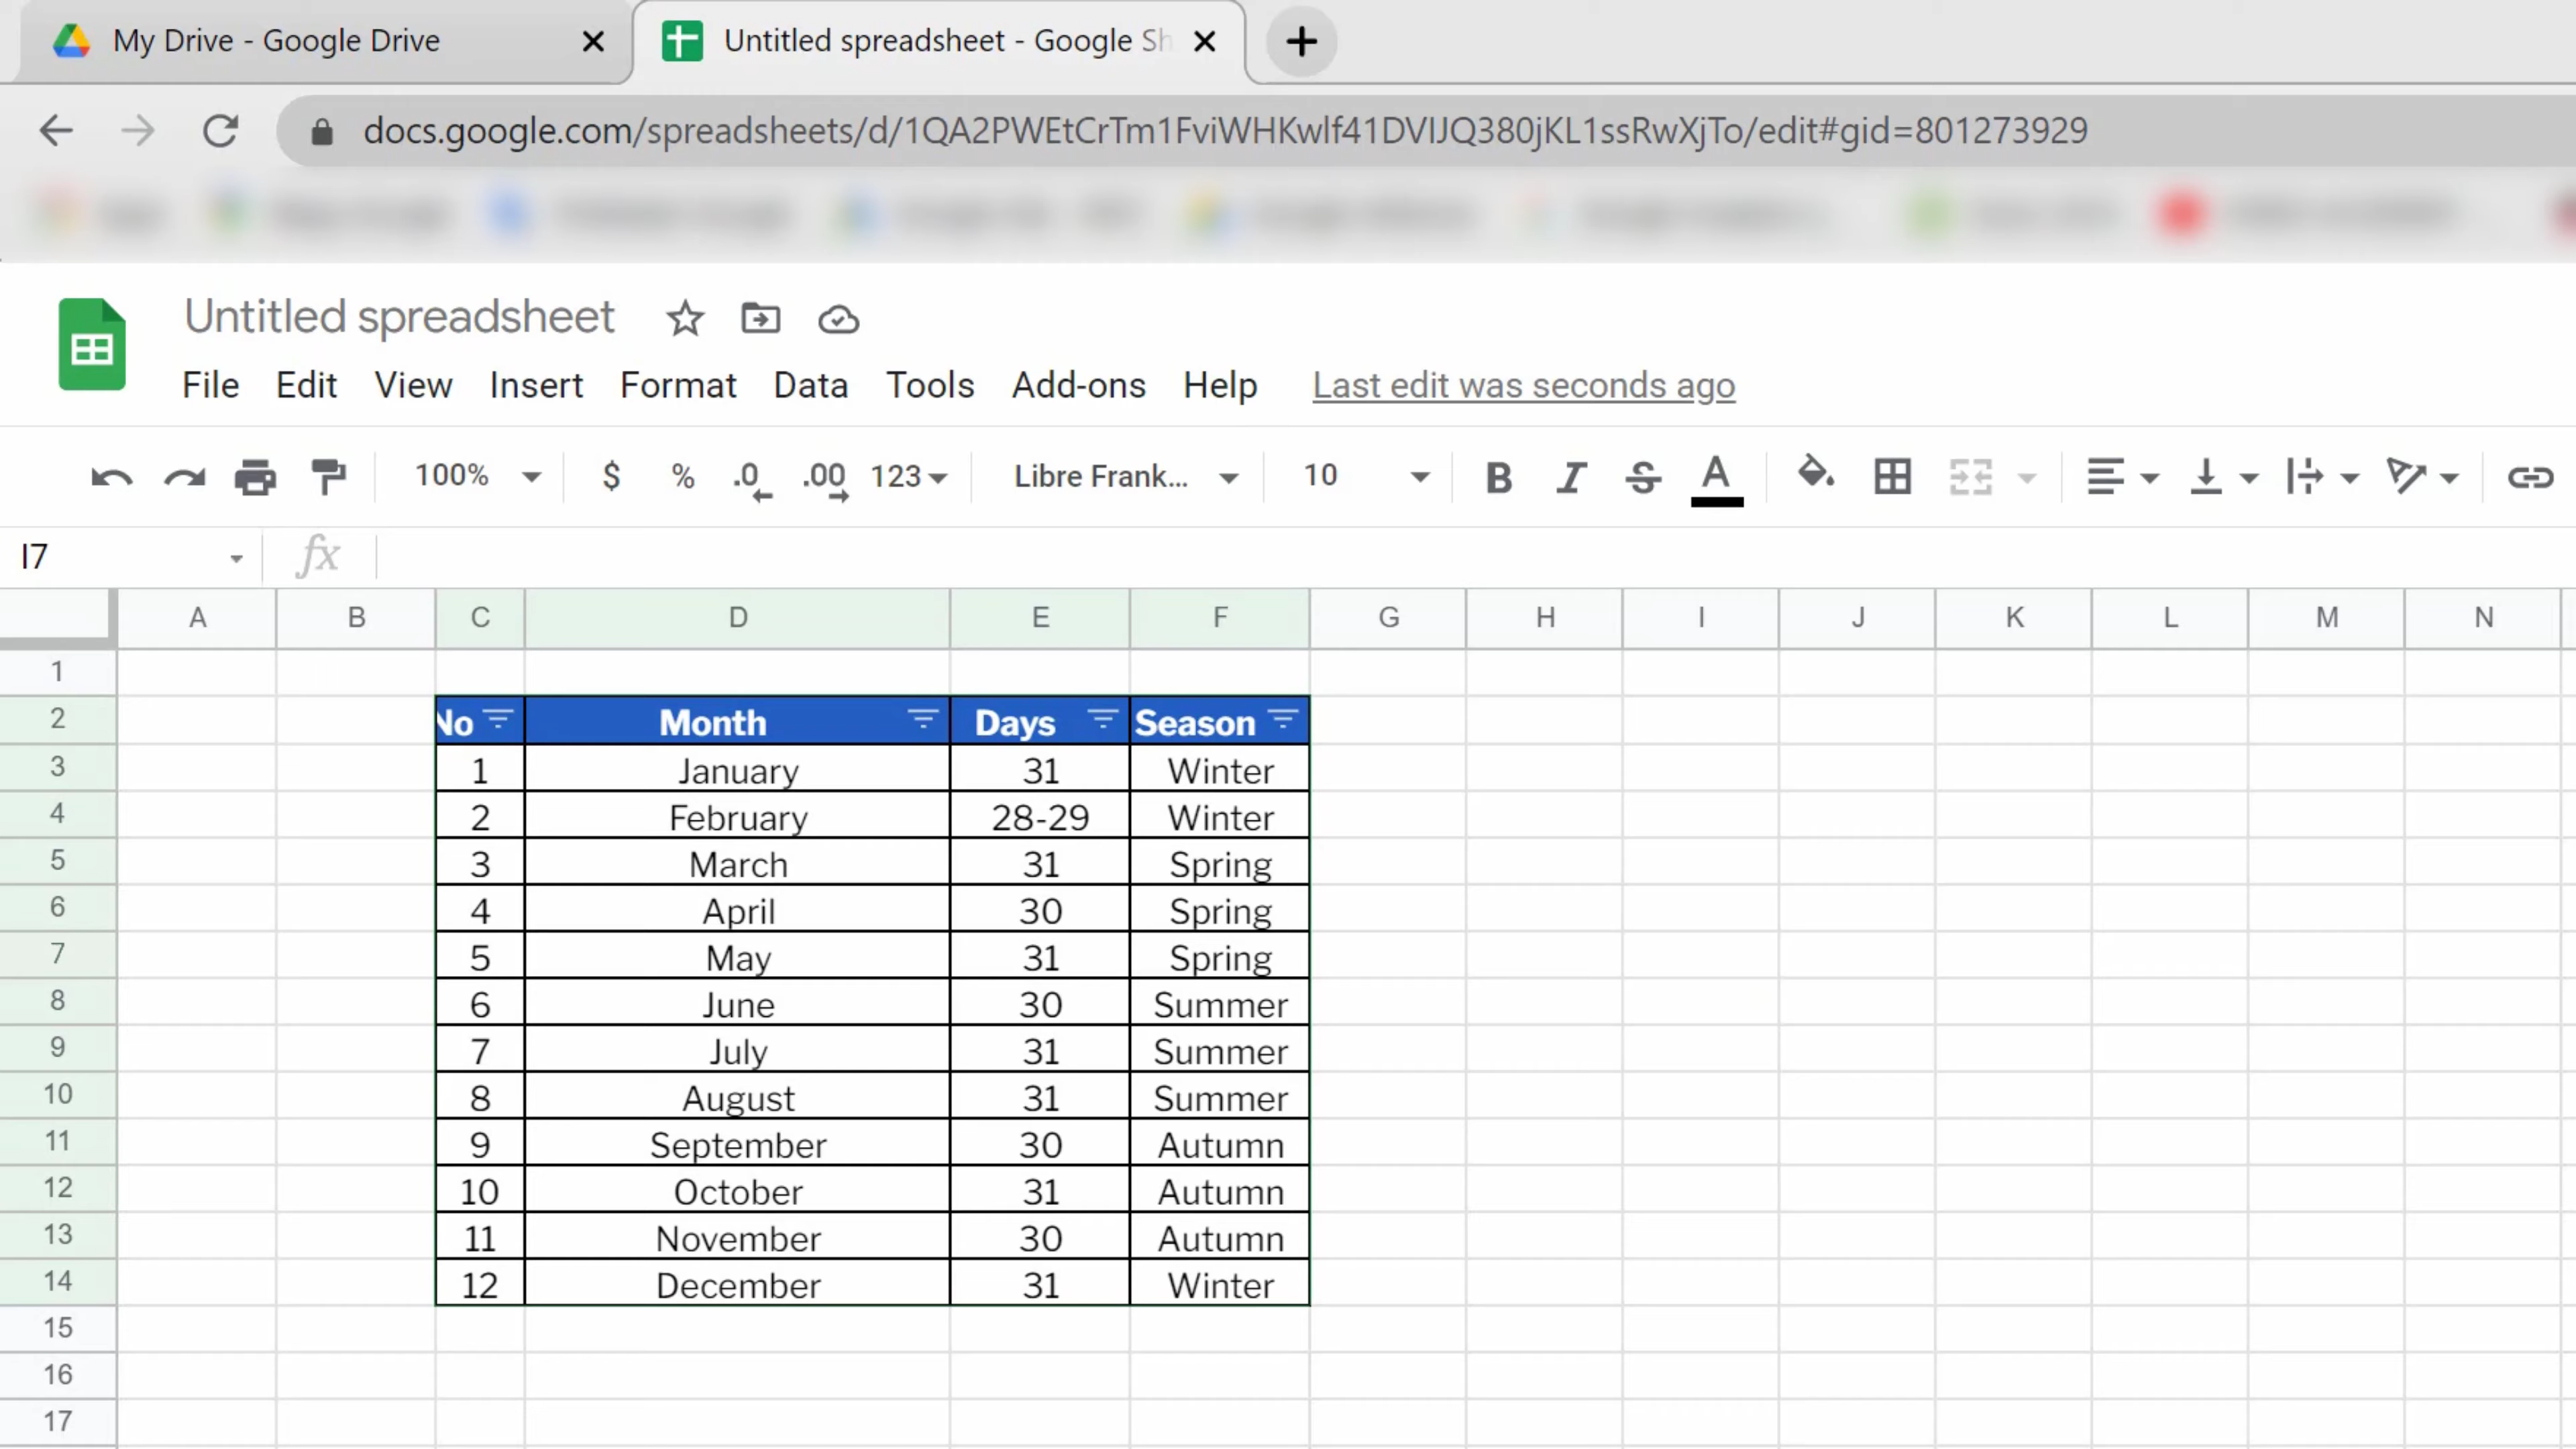 My Drive - Google Drive
Untitled spreadsheet - Google Sh
docs.google.com/spreadsheets/d/1QA2PWEtCrTm1FviWHKwlf41DVIJQ380jKL1ssRwXjTo/edit#gid=801273929
Untitled spreadsheet
File Edit View Insert Format Data Tools Add-ons Help Last edit was seconds ago
100% $ % .0 .00 123 Libre Frank... 10 B I S A
I7 fx
A B C D E F G H I J K L M N
1
2 No Month Days Season
3 1 January 31 Winter
4 2 February 28-29 Winter
5 3 March 31 Spring
6 4 April 30 Spring
7 5 May 31 Spring
8 6 June 30 Summer
9 7 July 31 Summer
10 8 August 31 Summer
11 9 September 30 Autumn
12 10 October 31 Autumn
13 11 November 30 Autumn
14 12 December 31 Winter
15
16
17